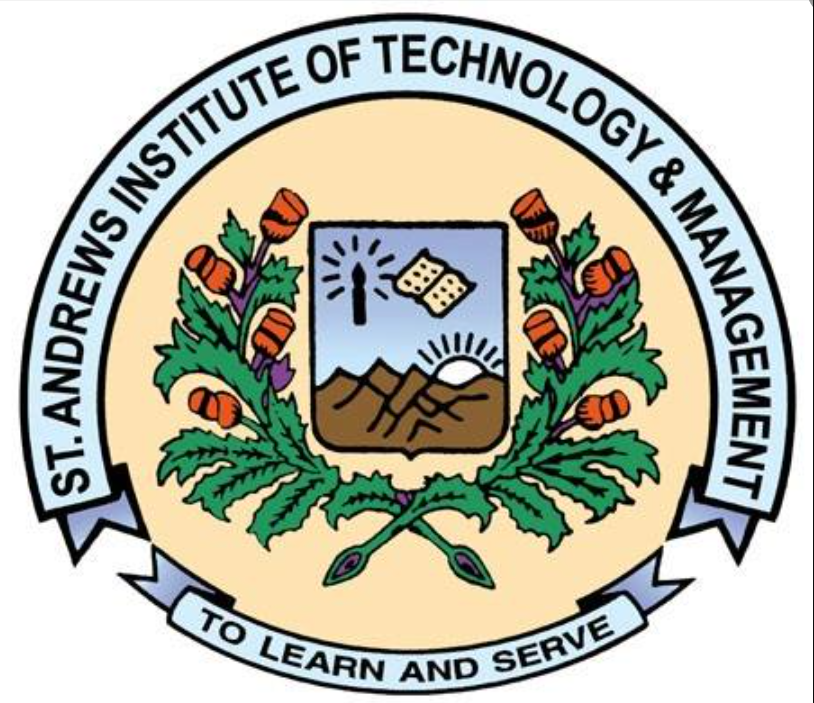 ST. ANDREWS INSTITUTE OF TECHNOLOGY & MANAGEMENT
TO LEARN AND SERVE